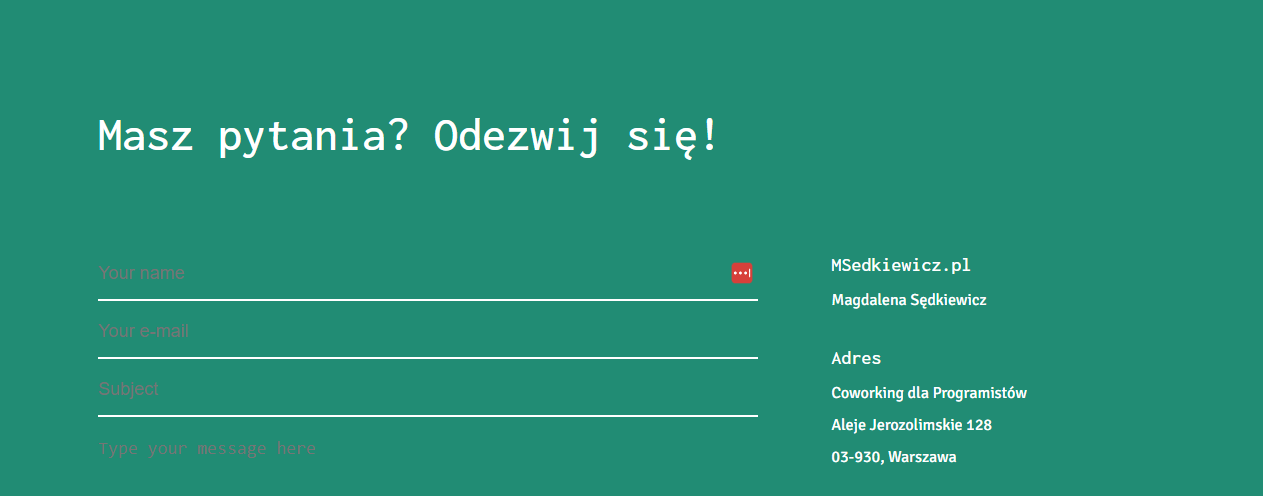 Masz pytania? Odezwij się!
Your name
Your e-mail
Subject
Type your message here
MSedkiewicz.pl
Magdalena Sędkiewicz
Adres
Coworking dla Programistów
Aleje Jerozolimskie 128
03-930, Warszawa